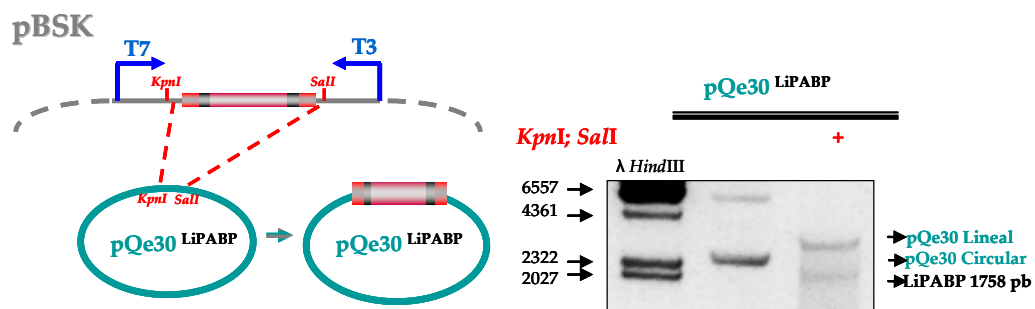 pBSK
T7
T3
KpnI
SalI
KpnI SalI
pQe30 LiPABP
pQe30 LiPABP
pQe30 LiPABP
KpnI; SalI
+
λ HindIII
6557
4361
2322
2027
pQe30 Lineal
pQe30 Circular
LiPABP 1758 pb